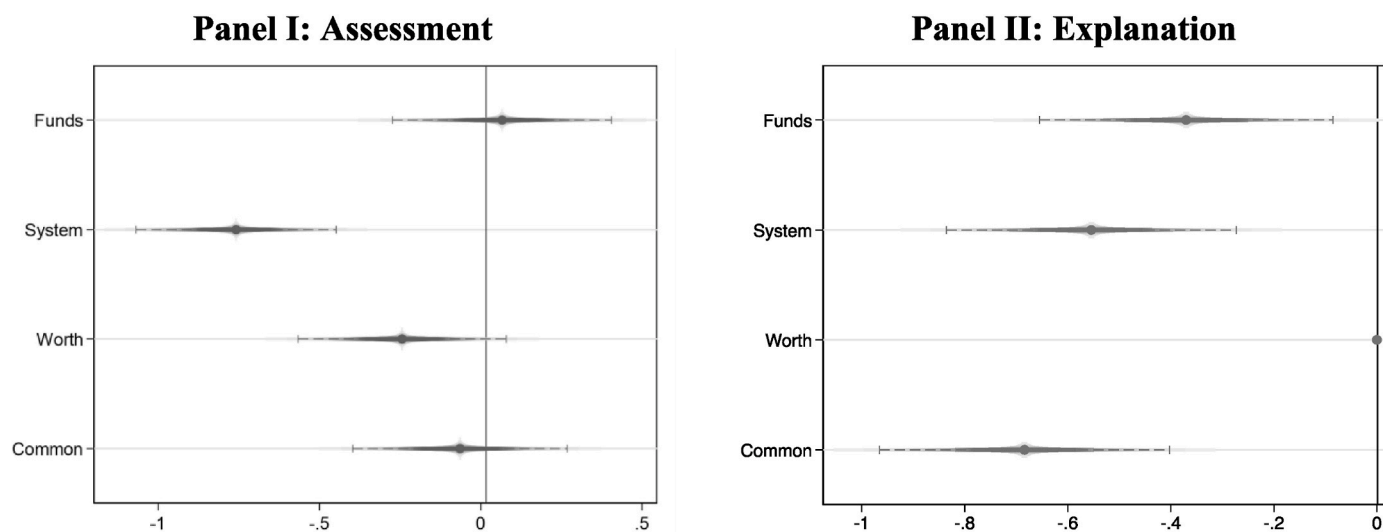 Panel I: Assessment
Funds
System
Worth
Common
-1
-.5
0
.5
Panel II: Explanation
Funds
System
Worth
Common
-1
-.8
-.6
-.4
-.2
0